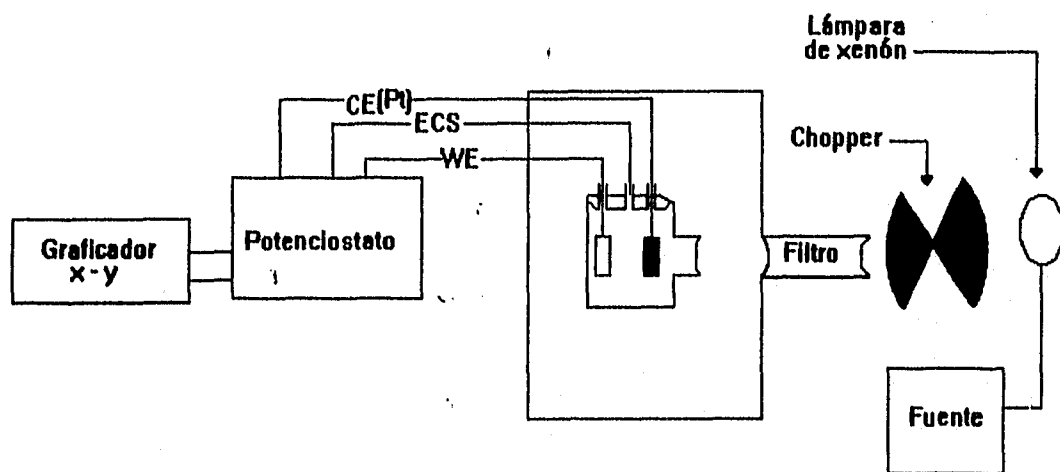 Lámpara
de xenón
CE(Pt)
ECS
Chopper
WE
Graficador
x - y
Potenciostato
Filtro
Fuente